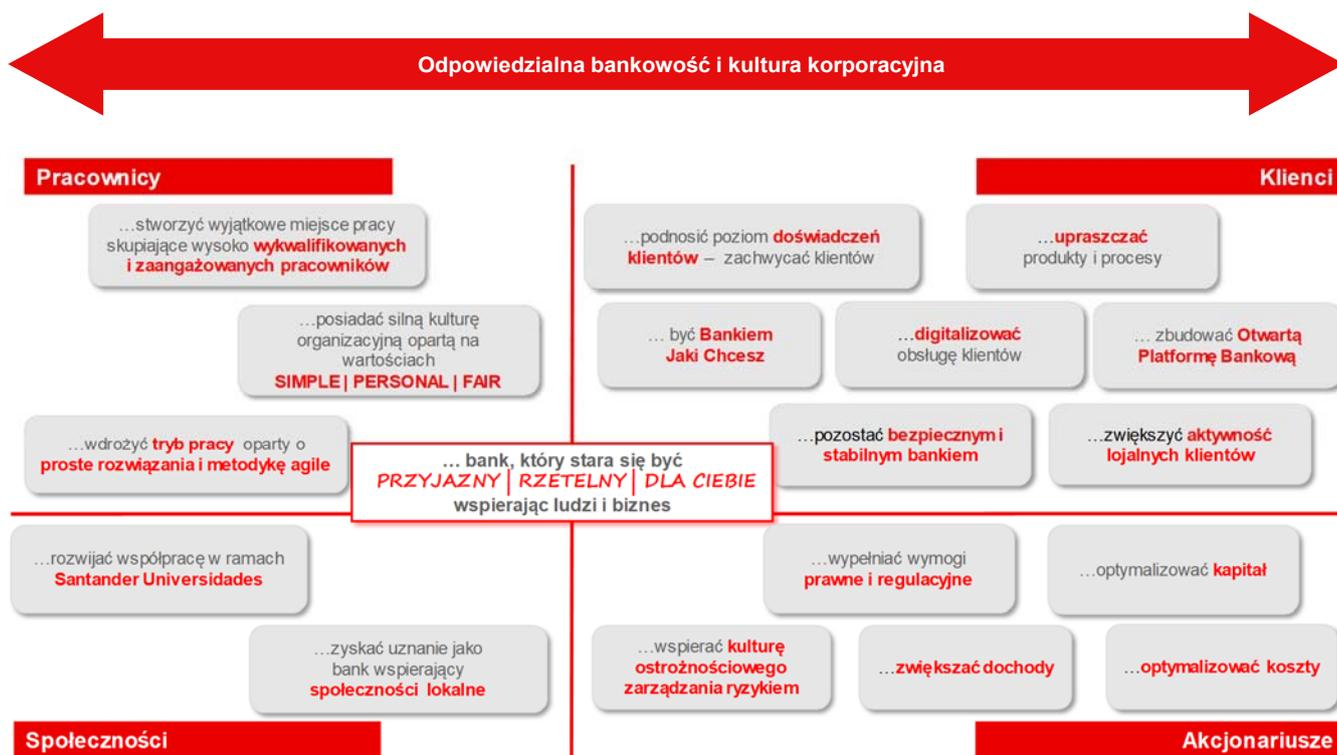 Odpowiedzialna bankowość i kultura korporacyjna
Pracownicy
…stworzyć wyjątkowe miejsce pracy
skupiające wysoko wykwalifikowanych
i zaangażowanych pracowników
…posiadać silną kulturę
organizacyjną opartą na
wartościach
SIMPLE | PERSONAL | FAIR
…wdrożyć tryb pracy oparty o
proste rozwiązania i metodykę agile
Klienci
…podnosić poziom doświadczeń
klientów – zachwycać klientów
…upraszczać
produkty i procesy
… być Bankiem
Jaki Chcesz
…digitalizować
obsługę klientów
… zbudować Otwartą
Platformę Bankową
…pozostać bezpiecznym i
stabilnym bankiem
…zwiększyć aktywność
lojalnych klientów
… bank, który stara się być
PRZYJAZNY | RZETELNY | DLA CIEBIE
wspierając ludzi i biznes
…rozwijać współpracę w ramach
Santander Universidades
…zyskać uznanie jako
bank wspierający
społeczności lokalne
Społeczności
…wypełniać wymogi
prawne i regulacyjne
…optymalizować kapitał
…wspierać kulturę
ostrożnościowego
zarządzania ryzykiem
…zwiększać dochody
…optymalizować koszty
Akcjonariusze